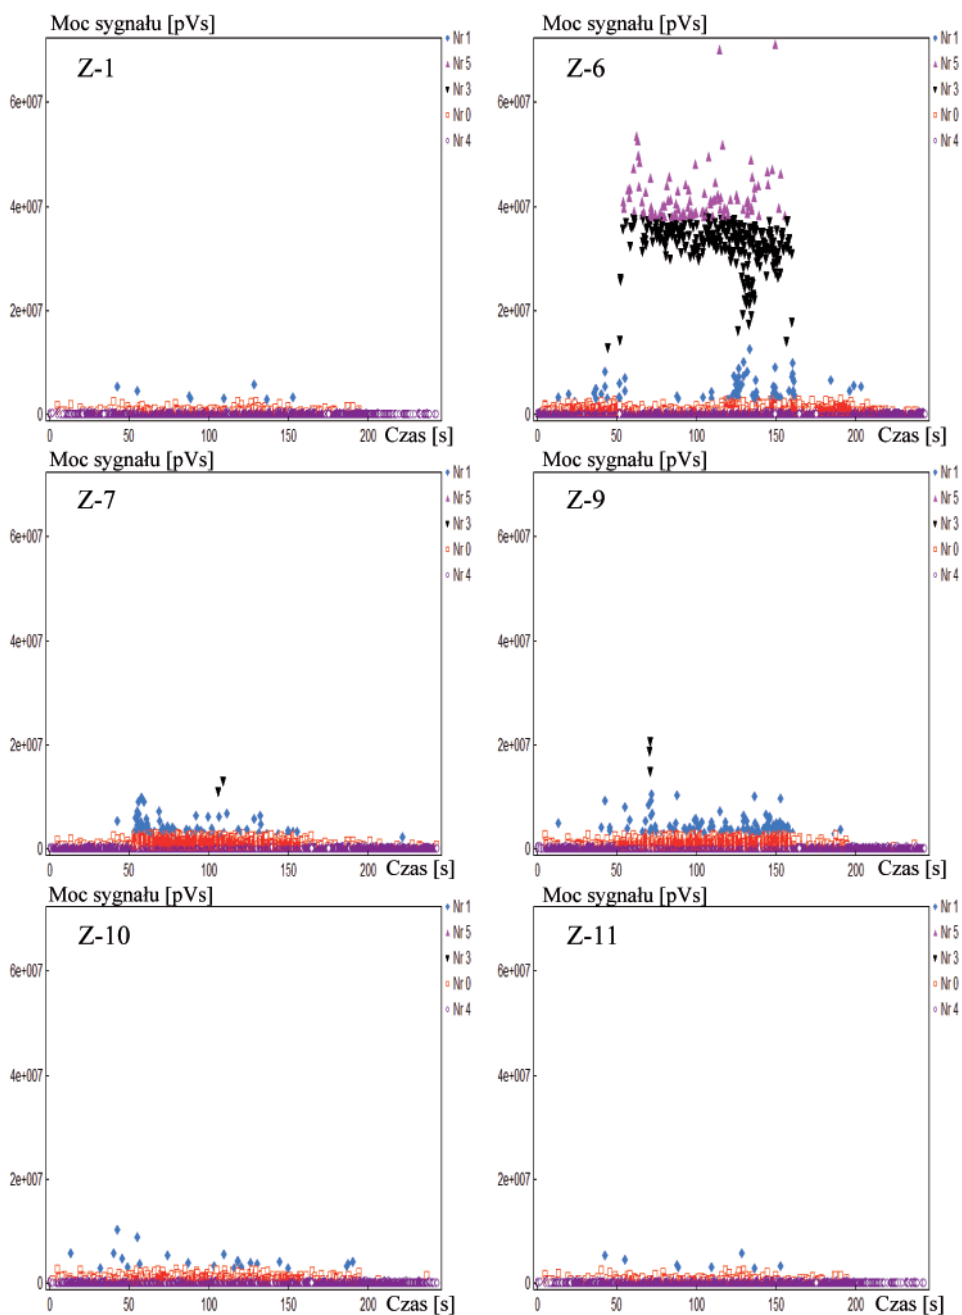 Moc sygnału [pVs]
Z-1
Nr 1
Nr 5
Nr 3
Nr 0
Nr 4
6e+007
4e+007
2e+007
0
0 50 100 150 200 Czas [s]
Moc sygnału [pVs]
Z-6
Nr 1
Nr 5
Nr 3
Nr 0
Nr 4
6e+007
4e+007
2e+007
0
0 50 100 150 200 Czas [s]
Moc sygnału [pVs]
Z-7
Nr 1
Nr 5
Nr 3
Nr 0
Nr 4
6e+007
4e+007
2e+007
0
0 50 100 150 200 Czas [s]
Moc sygnału [pVs]
Z-9
Nr 1
Nr 5
Nr 3
Nr 0
Nr 4
6e+007
4e+007
2e+007
0
0 50 100 150 200 Czas [s]
Moc sygnału [pVs]
Z-10
Nr 1
Nr 5
Nr 3
Nr 0
Nr 4
6e+007
4e+007
2e+007
0
0 50 100 150 200 Czas [s]
Moc sygnału [pVs]
Z-11
Nr 1
Nr 5
Nr 3
Nr 0
Nr 4
6e+007
4e+007
2e+007
0
0 50 100 150 200 Czas [s]